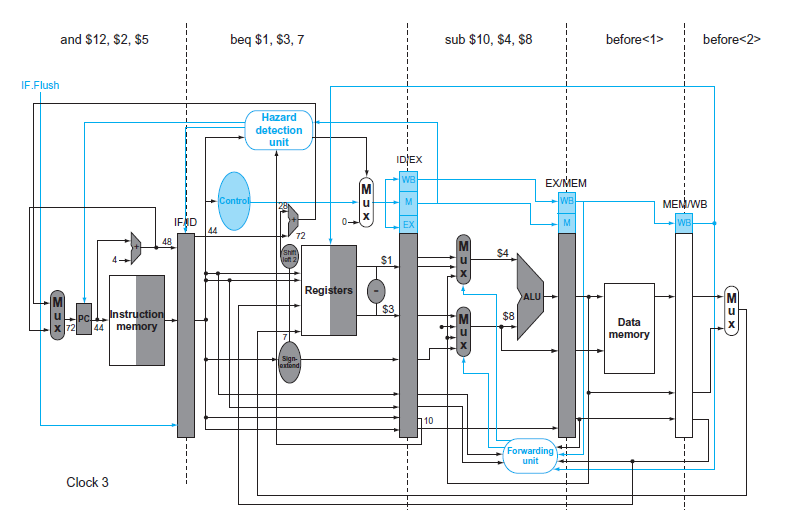 and $12, $2, $5
beq $1, $3, 7
sub $10, $4, $8
before<1>
before<2>
IF.Flush
Hazard
detection
unit
ID/EX
WB
M
EX
EX/MEM
WB
M
MEM/WB
WB
Control
M
u
x
0
IF/ID
28
44
72
48
4
+
+
Shift
left 2
M
u
x
72
PC
44
Instruction
memory
Registers
$1
$3
-
7
Sign-
extend
M
u
x
M
u
x
$4
$8
ALU
Data
memory
M
u
x
10
Forwarding
unit
Clock 3